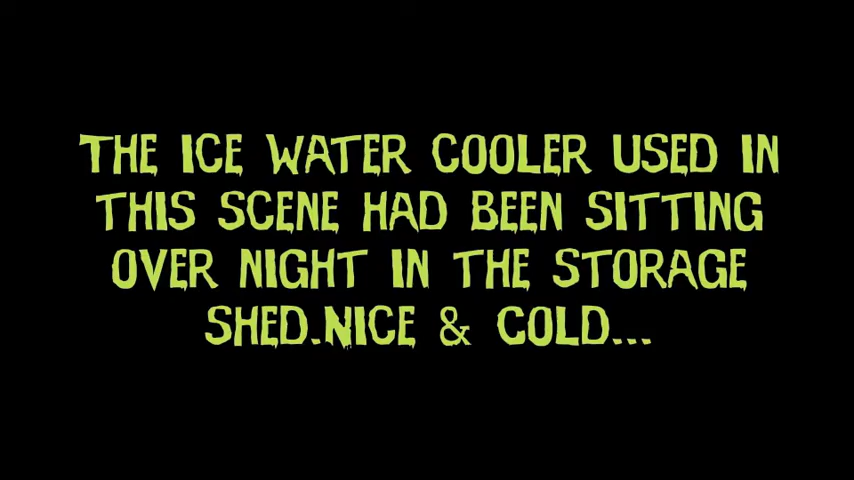 THE ICE WATER COOLER USED IN
THIS SCENE HAD BEEN SITTING
OVER NIGHT IN THE STORAGE
SHED.NICE & COLD...